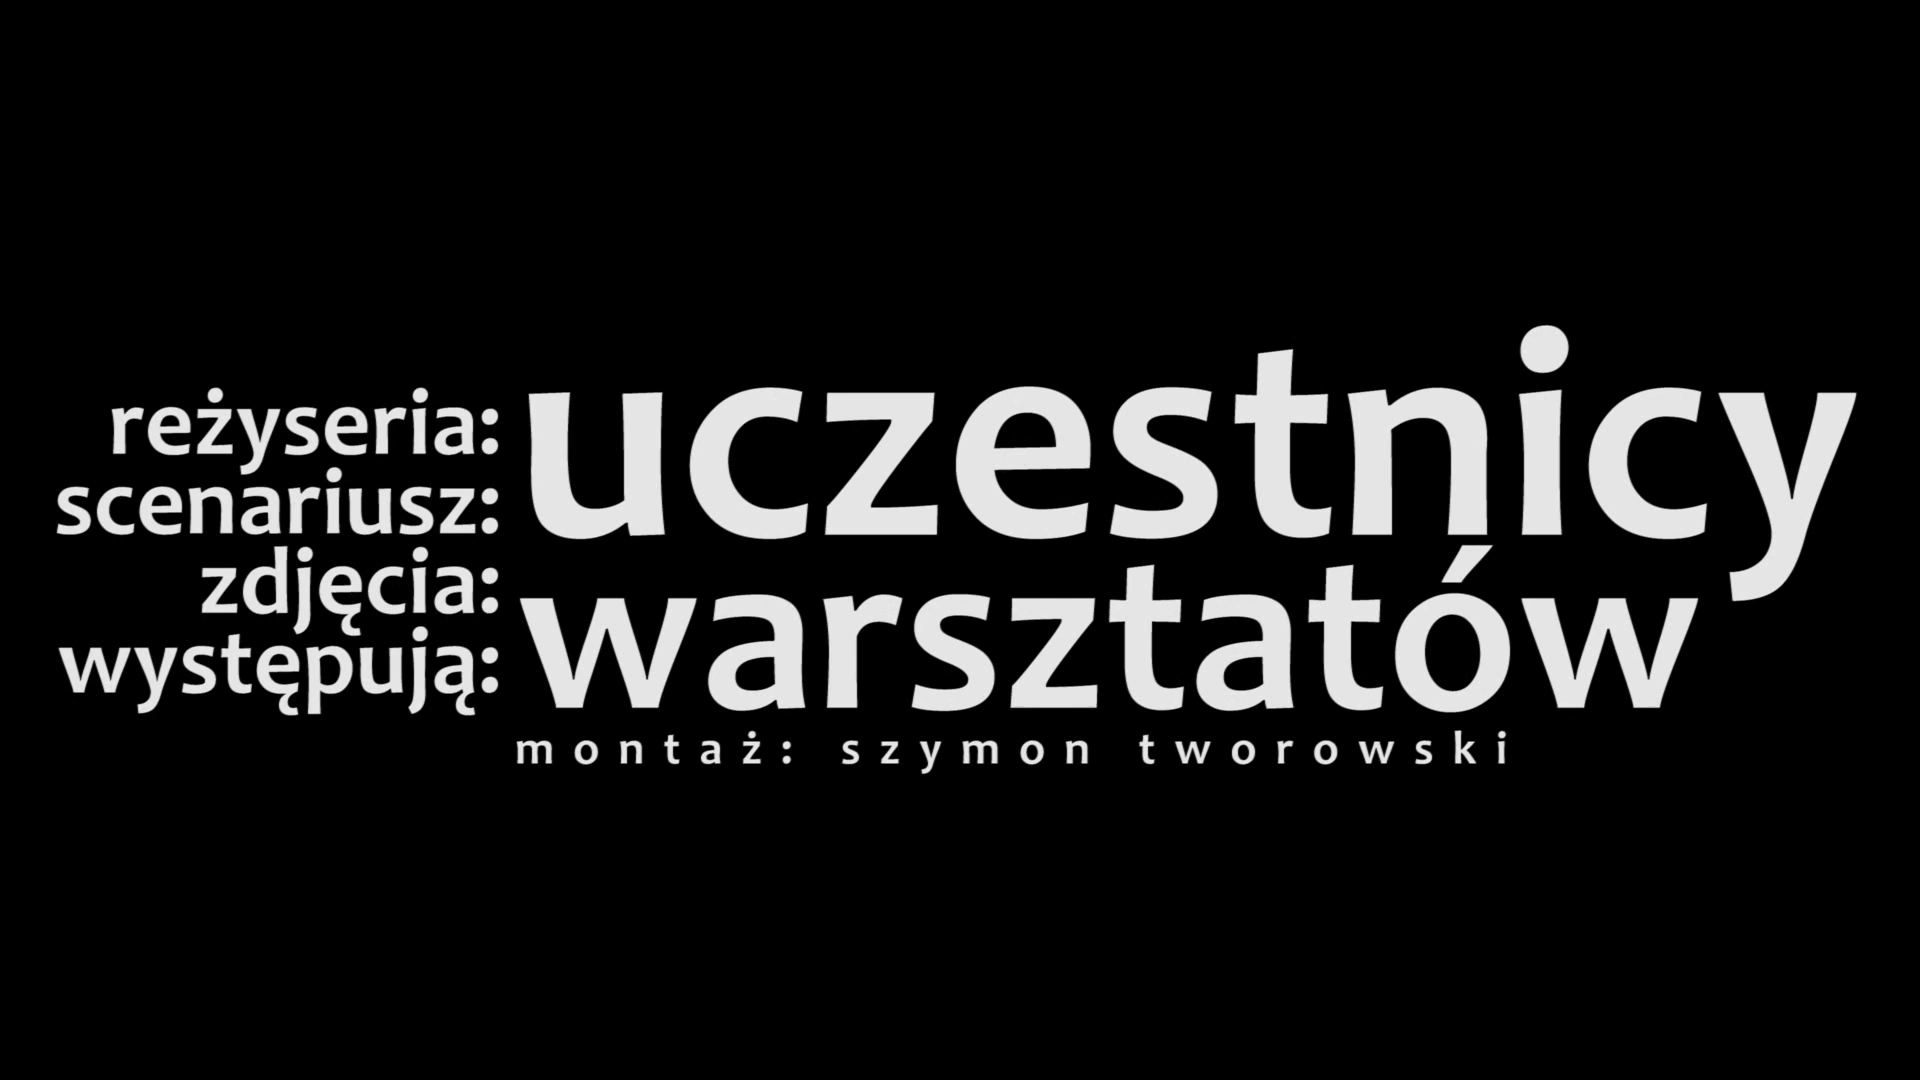 reżyseria:
scenariusz:
zdjęcia:
występują:
uczestnicy
warsztatów
montaż: szymon tworowski